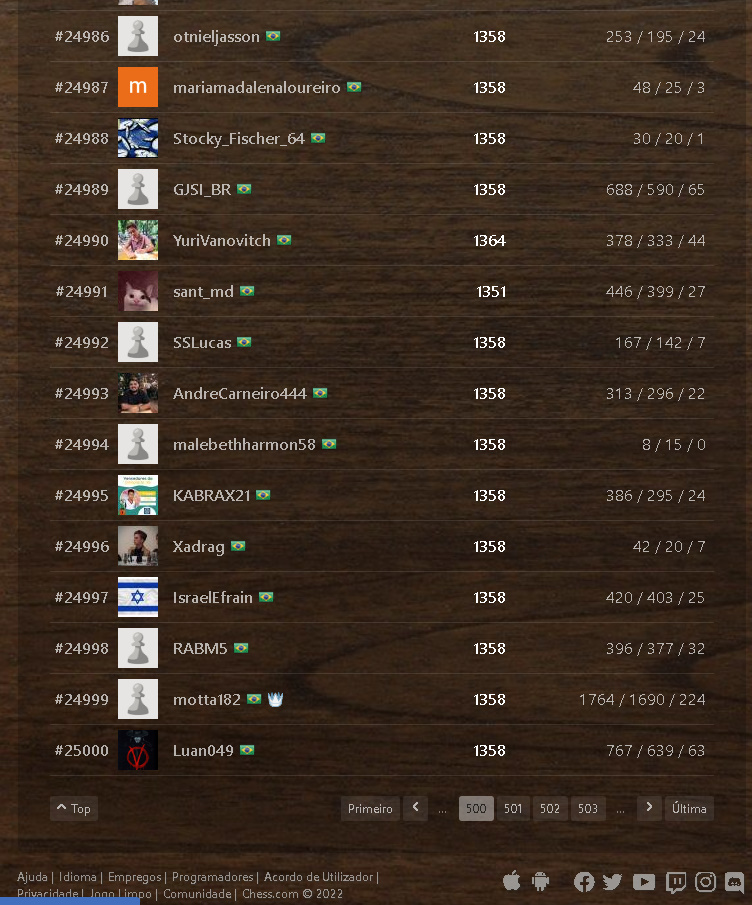 #24986 otnieljasson 1358 253 / 195 / 24
#24987 m mariamadalenaloureiro 1358 48 / 25 / 3
#24988 Stocky_Fischer_64 1358 30 / 20 / 1
#24989 GJSI_BR 1358 688 / 590 / 65
#24990 YuriVanovitch 1364 378 / 333 / 44
#24991 sant_md 1351 446 / 399 / 27
#24992 SSLucas 1358 167 / 142 / 7
#24993 AndreCarneiro444 1358 313 / 296 / 22
#24994 malebethharmon58 1358 8 / 15 / 0
#24995 KABRAX21 1358 386 / 295 / 24
#24996 Xadrag 1358 42 / 20 / 7
#24997 IsraelEfrain 1358 420 / 403 / 25
#24998 RABM5 1358 396 / 377 / 32
#24999 motta182 1358 1764 / 1690 / 224
#25000 Luan049 1358 767 / 639 / 63
Top Primeiro ... 500 501 502 503 ... Última
Ajuda | Idioma | Empregos | Programadores | Acordo de Utilizador |
Privacidade | Jogo Limpo | Comunidade | Chess.com © 2022